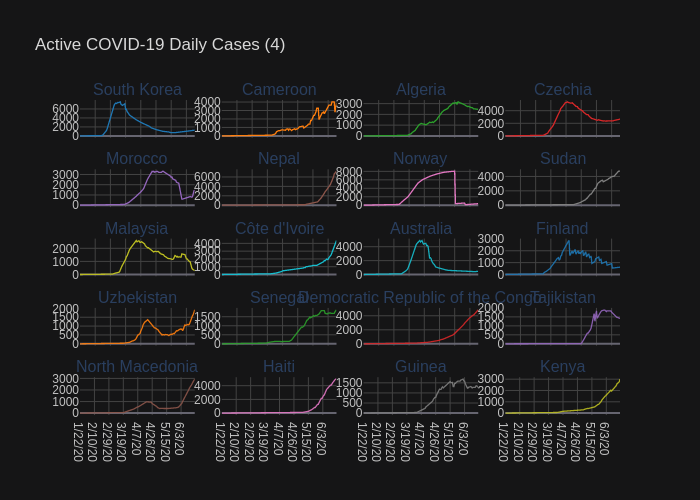 Active COVID-19 Daily Cases (4)
South Korea Cameroon Algeria Czechia
6000 4000 2000 0
4000 3000 2000 1000 0
3000 2000 1000 0
4000 2000 0
Morocco Nepal Norway Sudan
3000 2000 1000 0
6000 4000 2000 0
8000 6000 4000 2000 0
4000 2000 0
Malaysia Côte d'Ivoire Australia Finland
2000 1000 0
4000 3000 2000 1000 0
4000 2000 0
3000 2000 1000 0
Uzbekistan Senegal Democratic Republic of the Congo Tajikistan
2000 1500 1000 500 0
1500 1000 500 0
4000 2000 0
2000 1500 1000 500 0
North Macedonia Haiti Guinea Kenya
3000 2000 1000 0
4000 2000 0
1500 1000 500 0
3000 2000 1000 0
1/22/20 2/10/20 2/29/20 3/19/20 4/7/20 4/26/20 5/15/20 6/3/20
1/22/20 2/10/20 2/29/20 3/19/20 4/7/20 4/26/20 5/15/20 6/3/20
1/22/20 2/10/20 2/29/20 3/19/20 4/7/20 4/26/20 5/15/20 6/3/20
1/22/20 2/10/20 2/29/20 3/19/20 4/7/20 4/26/20 5/15/20 6/3/20